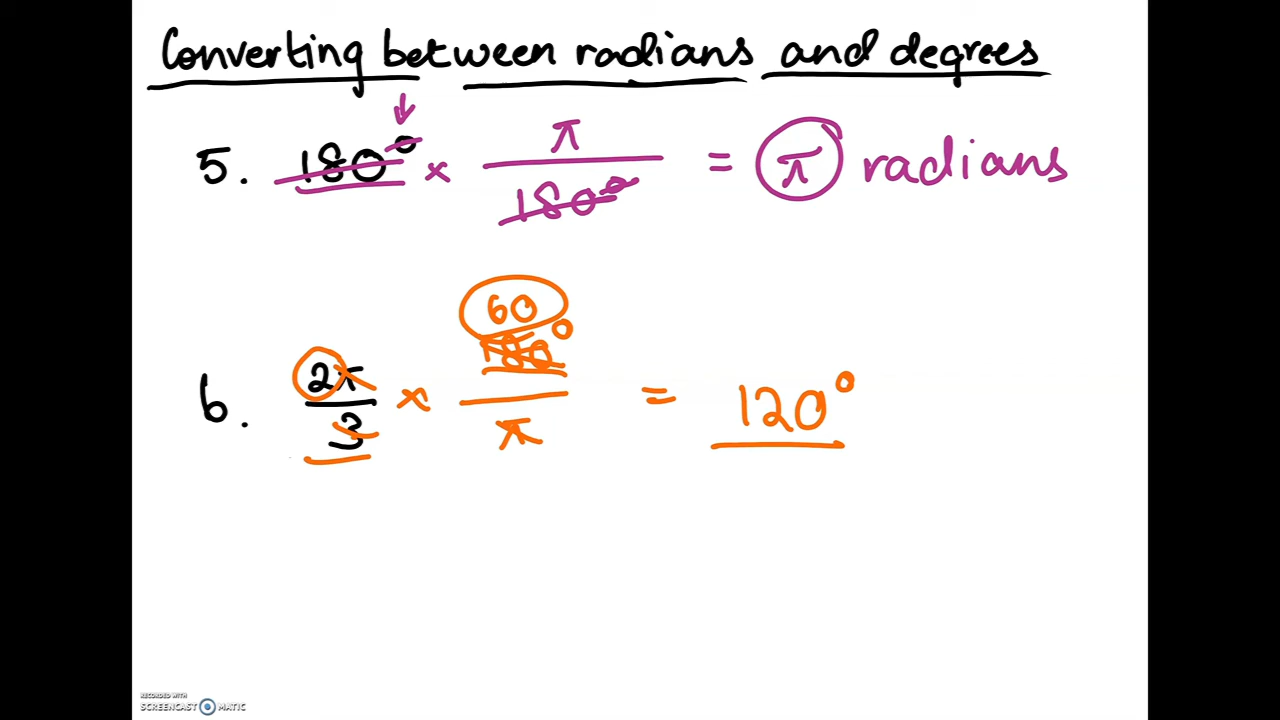 Converting between radians and degrees
5. 180° × π / 180° = π radians
60
6. 2π / 3 × 180° / π = 120°
RECORDED WITH
SCREENCAST MATIC